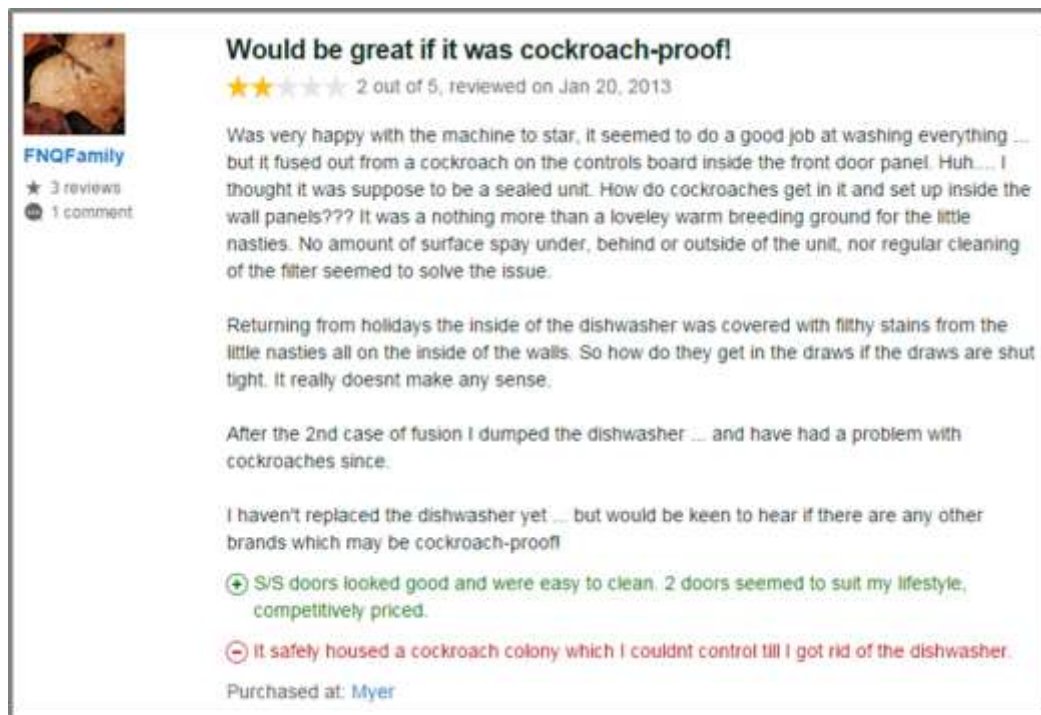 Would be great if it was cockroach-proof!
2 out of 5, reviewed on Jan 20, 2013
FNQFamily
3 reviews
1 comment
Was very happy with the machine to star, it seemed to do a good job at washing everything ...
but it fused out from a cockroach on the controls board inside the front door panel. Huh.... I
thought it was suppose to be a sealed unit. How do cockroaches get in it and set up inside the
wall panels??? It was a nothing more than a loveley warm breeding ground for the little
nasties. No amount of surface spay under, behind or outside of the unit, nor regular cleaning
of the filter seemed to solve the issue.
Returning from holidays the inside of the dishwasher was covered with filthy stains from the
little nasties all on the inside of the walls. So how do they get in the draws if the draws are shut
tight. It really doesnt make any sense.
After the 2nd case of fusion I dumped the dishwasher ... and have had a problem with
cockroaches since.
I haven't replaced the dishwasher yet ... but would be keen to hear if there are any other
brands which may be cockroach-proof!
S/S doors looked good and were easy to clean. 2 doors seemed to suit my lifestyle,
competitively priced.
It safely housed a cockroach colony which I couldnt control till I got rid of the dishwasher.
Purchased at: Myer